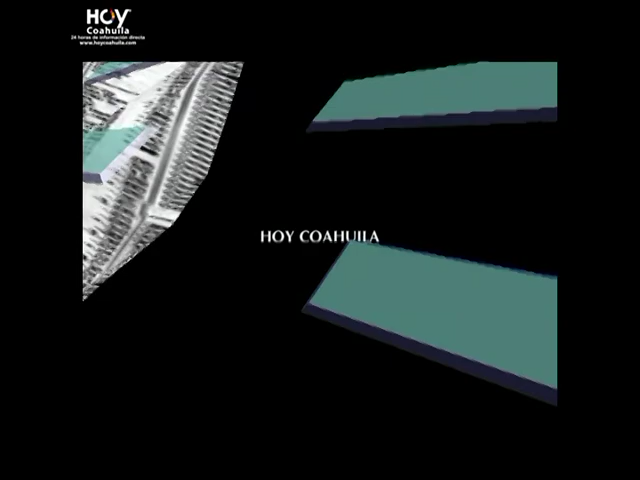 HOY
Coahuila
24 horas de información directa
www.hoycoahuila.com
HOY COAHUILA